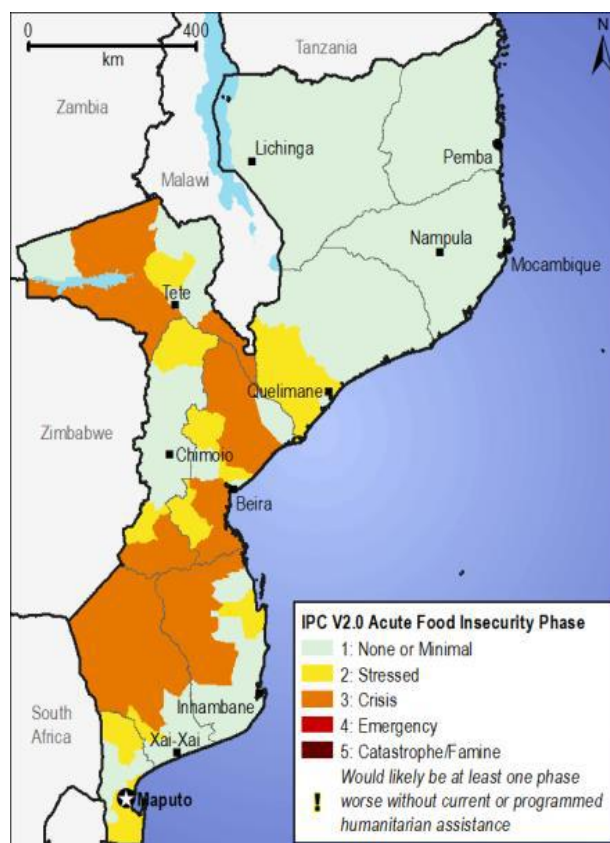 0 400
km
Tanzania
Zambia
N
Lichinga
Pemba
Malawi
Nampula
Mocambique
Tete
Quelimane
Zimbabwe
Chimoio
Beira
IPC V2.0 Acute Food Insecurity Phase
1: None or Minimal
2: Stressed
3: Crisis
4: Emergency
5: Catastrophe/Famine
! Would likely be at least one phase
worse without current or programmed
humanitarian assistance
Inhambane
South
Africa
Xai-Xai
Maputo